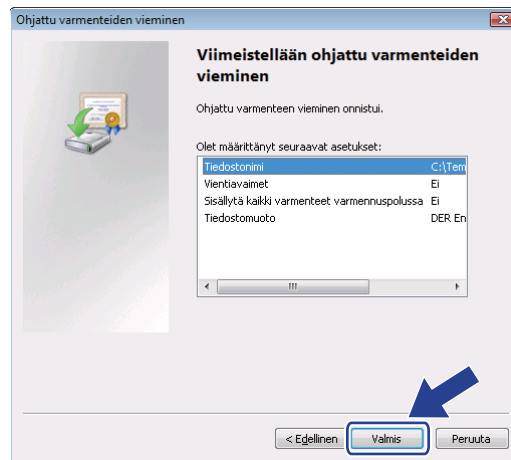 Ohjattu varmenteiden vieminen
Viimeistellään ohjattu varmenteiden
vieminen
Ohjattu varmenteen vieminen onnistui.
Olet määrittänyt seuraavat asetukset:
Tiedostonimi C:\Tem
Vientiavaimet Ei
Sisällytä kaikki varmenteet varmennuspolussa Ei
Tiedostomuoto DER En
< Edellinen Valmis Peruuta